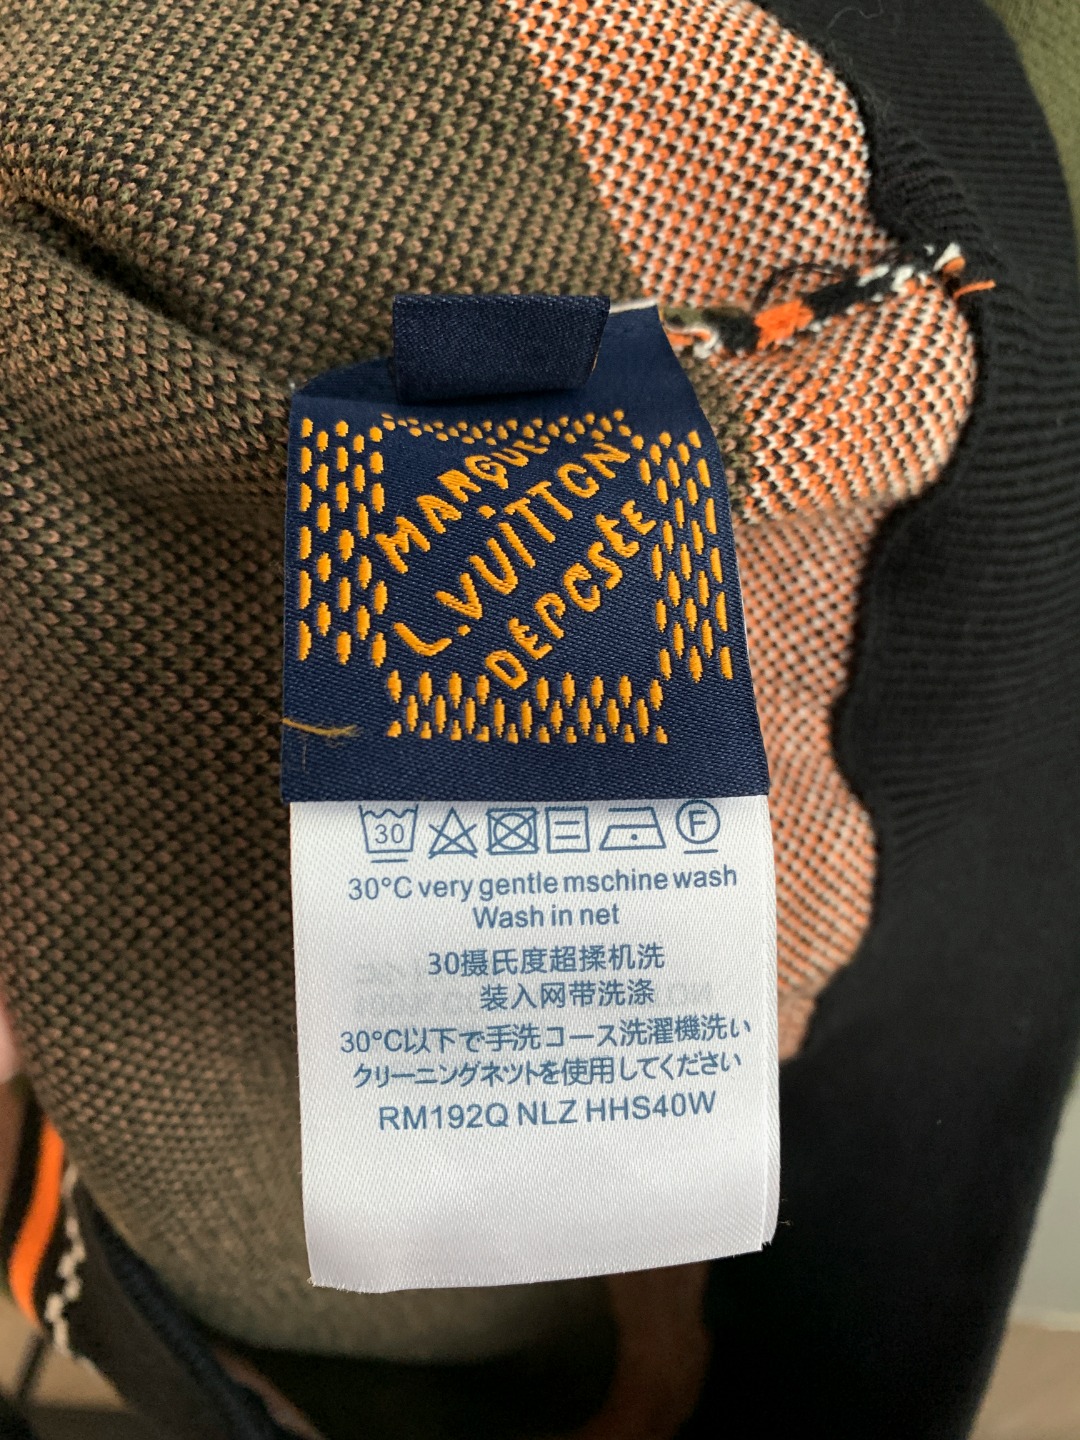 MARQUE
L.VUITTCN
DEPCStE
30
F
30°C very gentle mschine wash
Wash in net
30摄氏度超揉机洗
装入网带洗涤
30°C以下で手洗コース洗濯機洗い
クリーニングネットを使用してください
RM192Q NLZ HHS40W